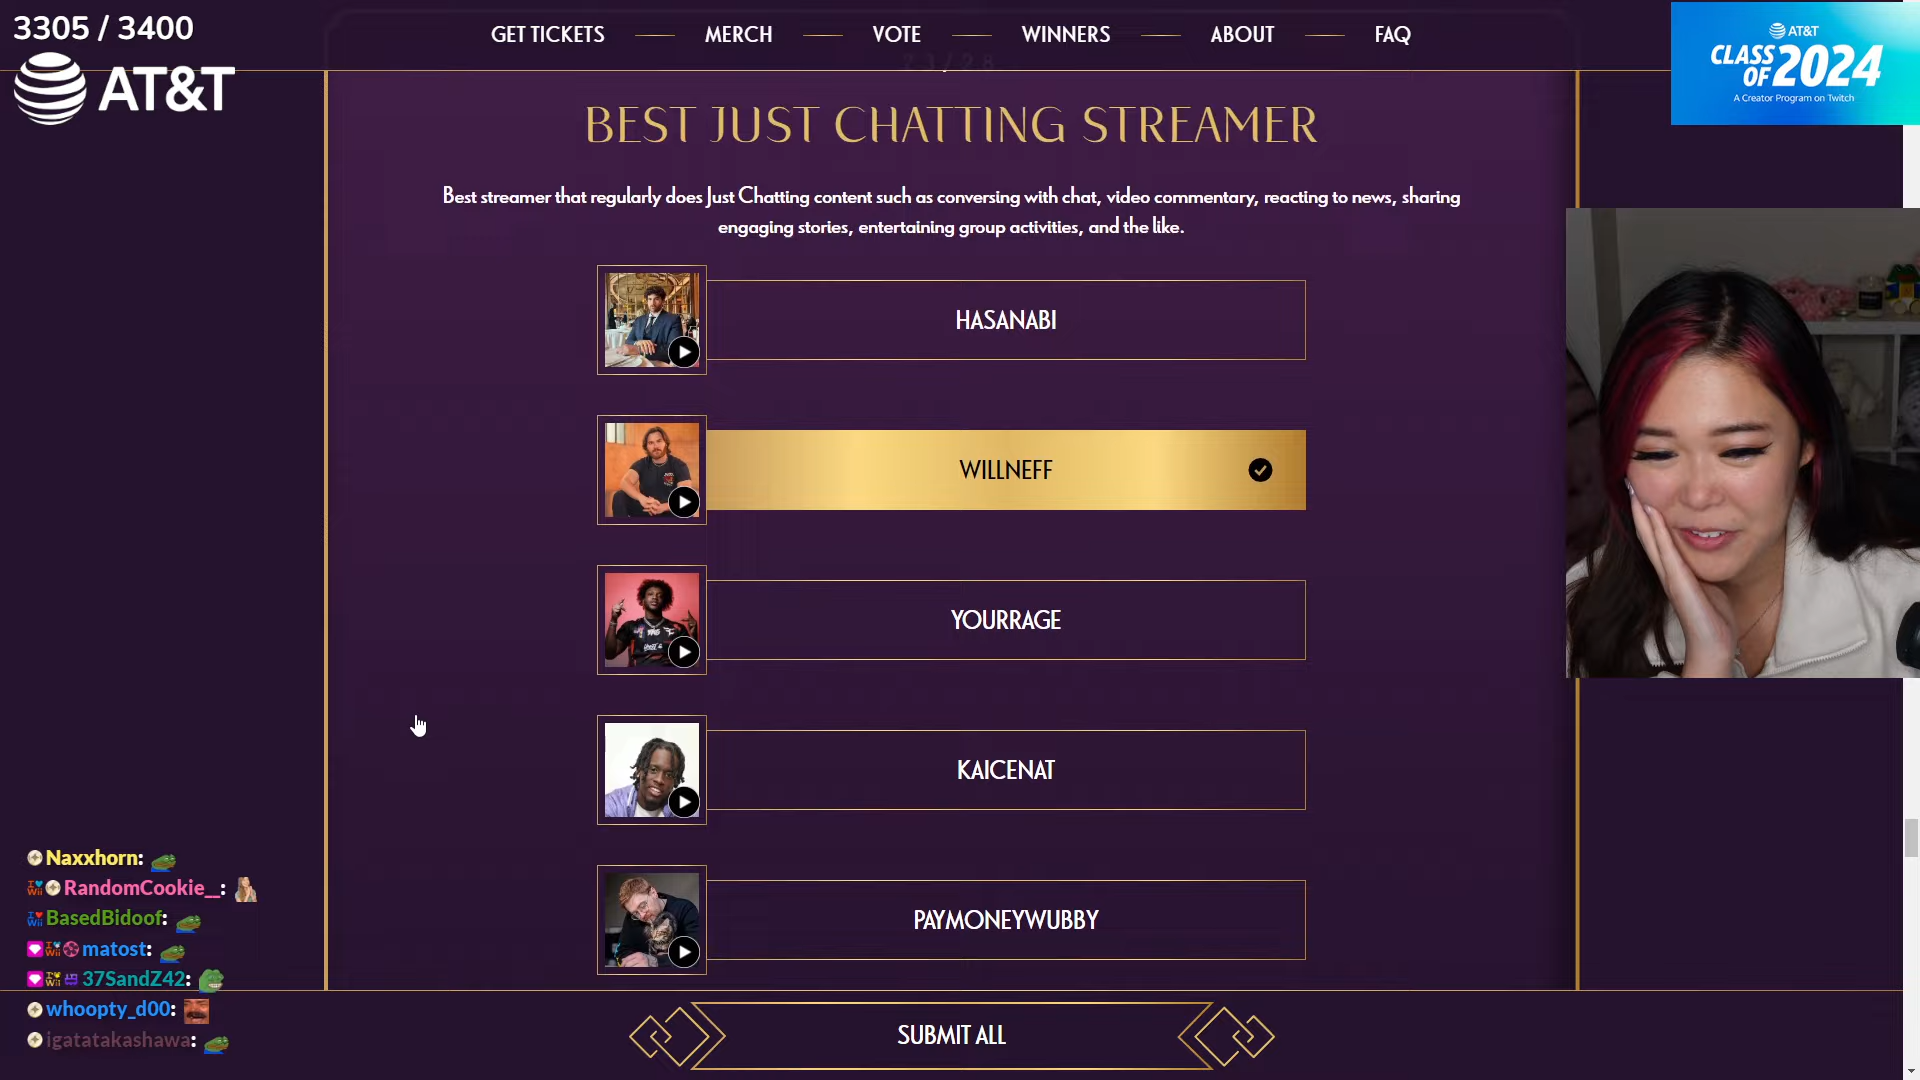 3305 / 3400
AT&T
GET TICKETS
MERCH
VOTE
WINNERS
ABOUT
FAQ
AT&T
CLASS
OF 2024
A Creator Program on Twitch
23/28
BEST JUST CHATTING STREAMER
Best streamer that regularly does Just Chatting content such as conversing with chat, video commentary, reacting to news, sharing
engaging stories, entertaining group activities, and the like.
HASANABI
WILLNEFF
YOURRAGE
KAICENAT
PAYMONEYWUBBY
Naxxhorn:
RandomCookie__:
BasedBidoof:
matost:
37SandZ42:
whoopty_d00:
igatatakashawa:
SUBMIT ALL